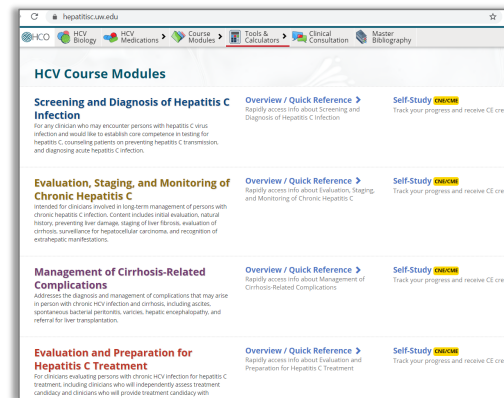 hepatitisc.uw.edu
HCO
HCV Biology
HCV Medications
Course Modules
Tools & Calculators
Clinical Consultation
Master Bibliography
HCV Course Modules
Screening and Diagnosis of Hepatitis C
Infection
For any clinician who may encounter persons with hepatitis C virus
infection and would like to establish core competence in testing for
hepatitis C, counseling patients on preventing hepatitis C transmission,
and diagnosing acute hepatitis C infection.
Overview / Quick Reference
Rapidly access info about Screening and
Diagnosis of Hepatitis C Infection
Self-Study CNE/CME
Track your progress and receive CE cre
Evaluation, Staging, and Monitoring of
Chronic Hepatitis C
Intended for clinicians involved in long-term management of persons with
chronic hepatitis C infection. Content includes initial evaluation, natural
history, preventing liver damage, staging of liver fibrosis, evaluation of
cirrhosis, surveillance for hepatocellular carcinoma, and recognition of
extrahepatic manifestations.
Overview / Quick Reference
Rapidly access info about Evaluation, Staging,
and Monitoring of Chronic Hepatitis C
Self-Study CNE/CME
Track your progress and receive CE cre
Management of Cirrhosis-Related
Complications
Addresses the diagnosis and management of complications that may arise
in person with chronic HCV infection and cirrhosis, including ascites,
spontaneous bacterial peritonitis, varices, hepatic encephalopathy, and
referral for liver transplantation.
Overview / Quick Reference
Rapidly access info about Management of
Cirrhosis-Related Complications
Self-Study CNE/CME
Track your progress and receive CE cre
Evaluation and Preparation for
Hepatitis C Treatment
For clinicians evaluating persons with chronic HCV infection for hepatitis C
treatment, including clinicians who will independently assess treatment
candidacy and clinicians who will provide treatment candidacy with
Overview / Quick Reference
Rapidly access info about Evaluation and
Preparation for Hepatitis C Treatment
Self-Study CNE/CME
Track your progress and receive CE cre